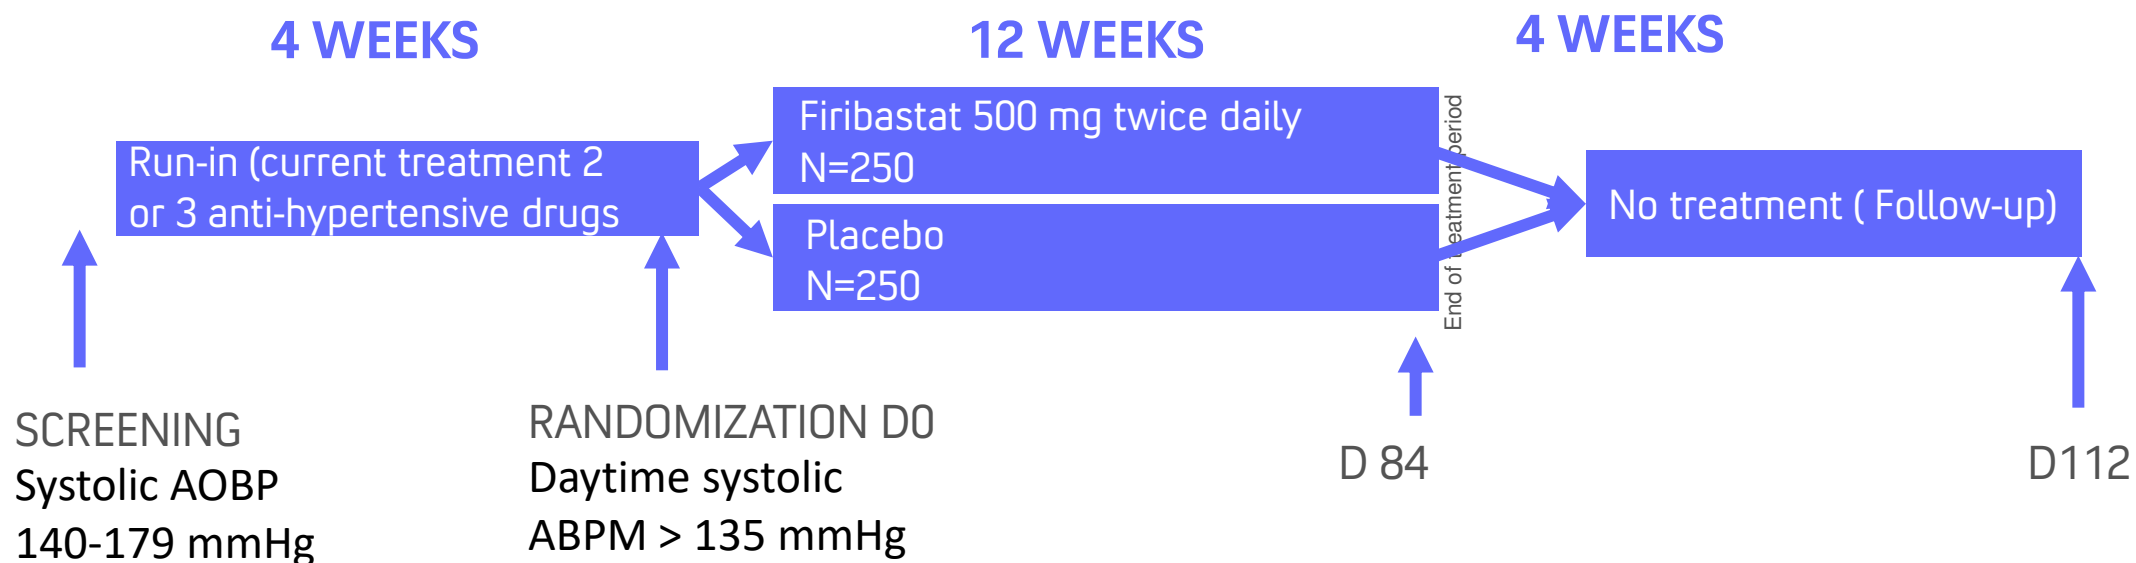 4 WEEKS
12 WEEKS
4 WEEKS
Run-in (current treatment 2
or 3 anti-hypertensive drugs
Firibastat 500 mg twice daily
N=250
Placebo
N=250
End of treatment period
No treatment ( Follow-up)
SCREENING
Systolic AOBP
140-179 mmHg
RANDOMIZATION D0
Daytime systolic
ABPM > 135 mmHg
D 84
D112